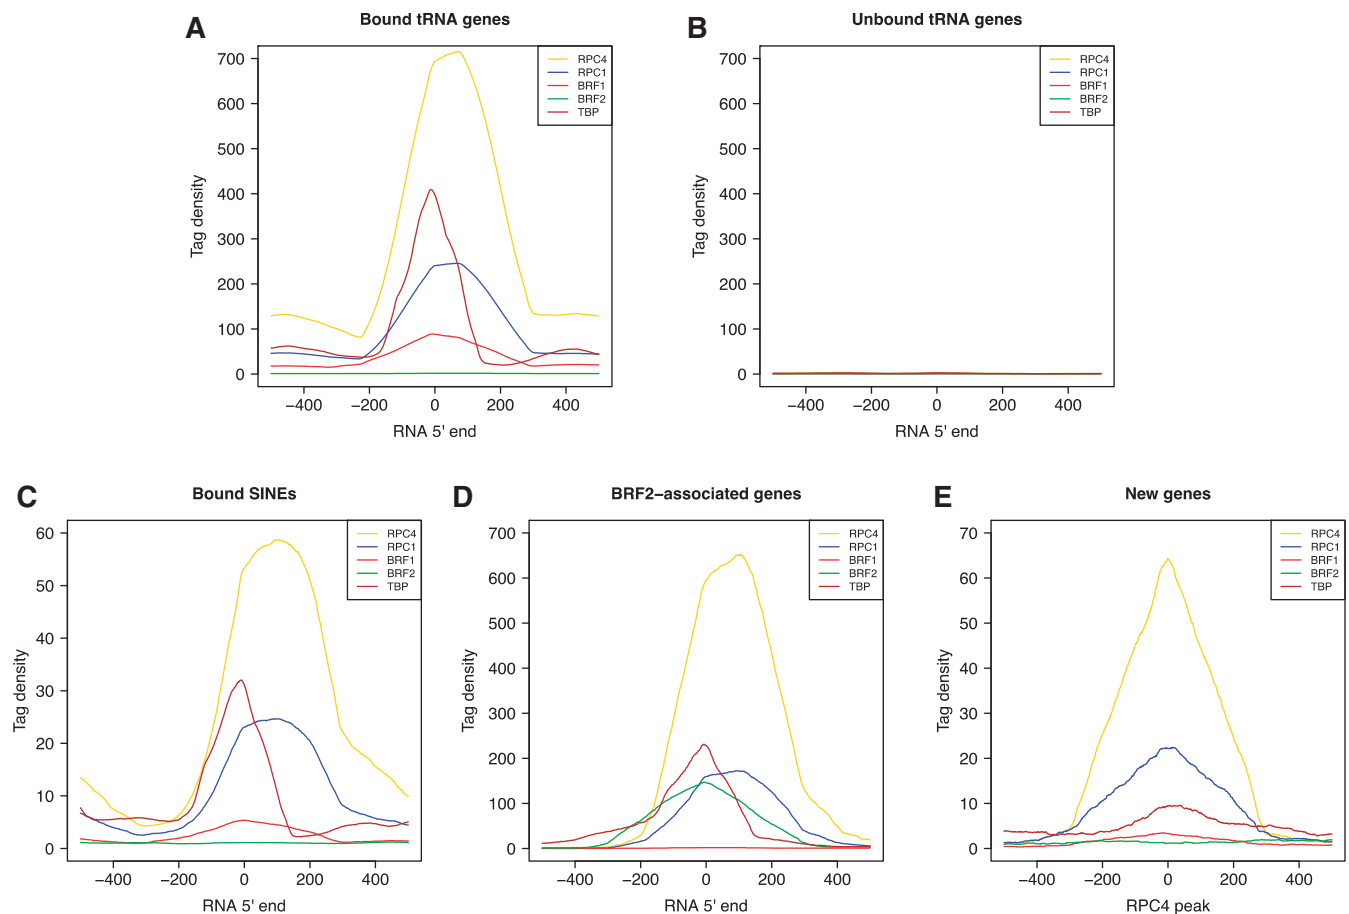 A
Bound tRNA genes
700
600
500
400
300
200
100
0
Tag density
RPC4
RPC1
BRF1
BRF2
TBP
−400 −200 0 200 400
RNA 5' end
B
Unbound tRNA genes
700
600
500
400
300
200
100
0
Tag density
RPC4
RPC1
BRF1
BRF2
TBP
−400 −200 0 200 400
RNA 5' end
C
Bound SINEs
60
50
40
30
20
10
0
Tag density
RPC4
RPC1
BRF1
BRF2
TBP
−400 −200 0 200 400
RNA 5' end
D
BRF2−associated genes
700
600
500
400
300
200
100
0
Tag density
RPC4
RPC1
BRF1
BRF2
TBP
−400 −200 0 200 400
RNA 5' end
E
New genes
70
60
50
40
30
20
10
0
Tag density
RPC4
RPC1
BRF1
BRF2
TBP
−400 −200 0 200 400
RPC4 peak